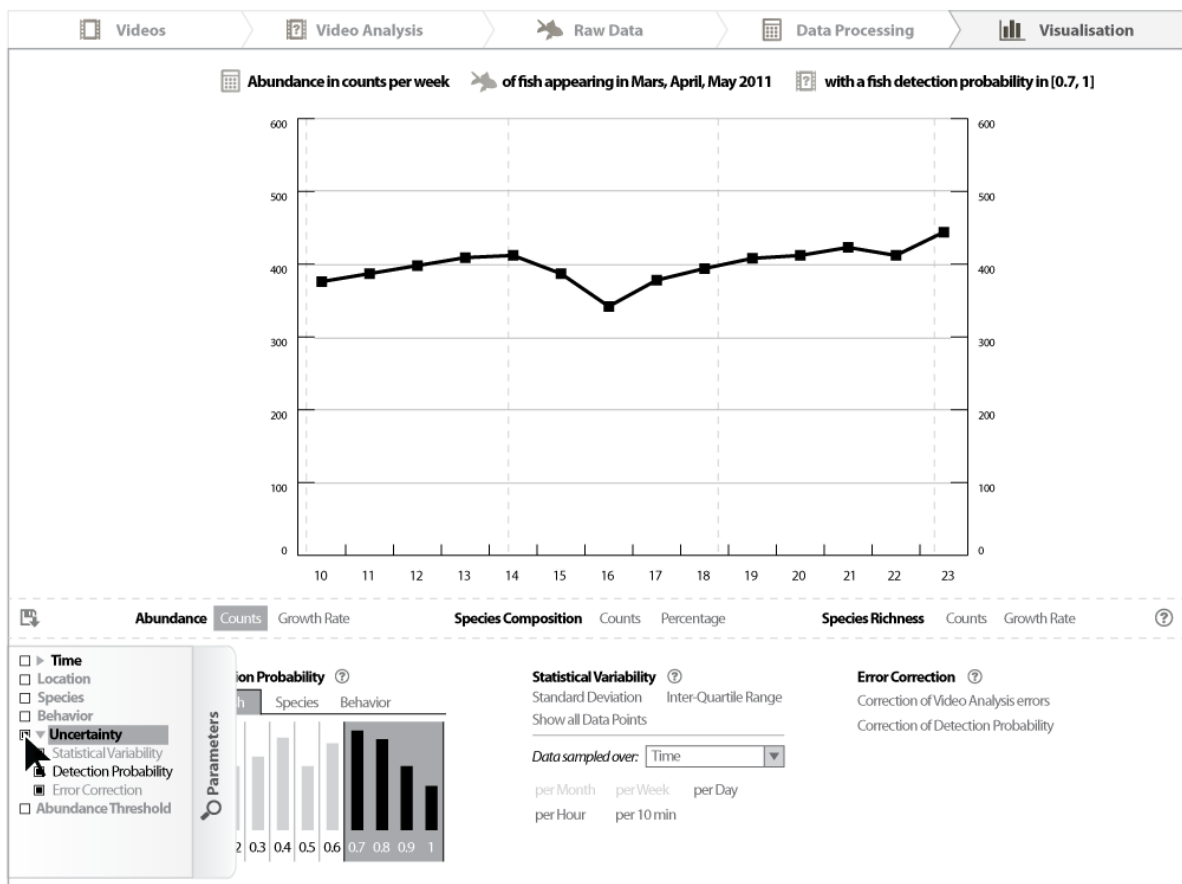 Videos Video Analysis Raw Data Data Processing Visualisation
Abundance in counts per week of fish appearing in Mars, April, May 2011 with a fish detection probability in [0.7, 1]
600 600
500 500
400 400
300 300
200 200
100 100
0 0
10 11 12 13 14 15 16 17 18 19 20 21 22 23
Abundance Counts Growth Rate Species Composition Counts Percentage Species Richness Counts Growth Rate ?
Time
Location
Species
Behavior
Uncertainty
Statistical Variability
Detection Probability
Error Correction
Abundance Threshold
Parameters
ion Probability ?
h Species Behavior
2 0.3 0.4 0.5 0.6 0.7 0.8 0.9 1
Statistical Variability ?
Standard Deviation Inter-Quartile Range
Show all Data Points
Data sampled over: Time
per Month per Week per Day
per Hour per 10 min
Error Correction ?
Correction of Video Analysis errors
Correction of Detection Probability